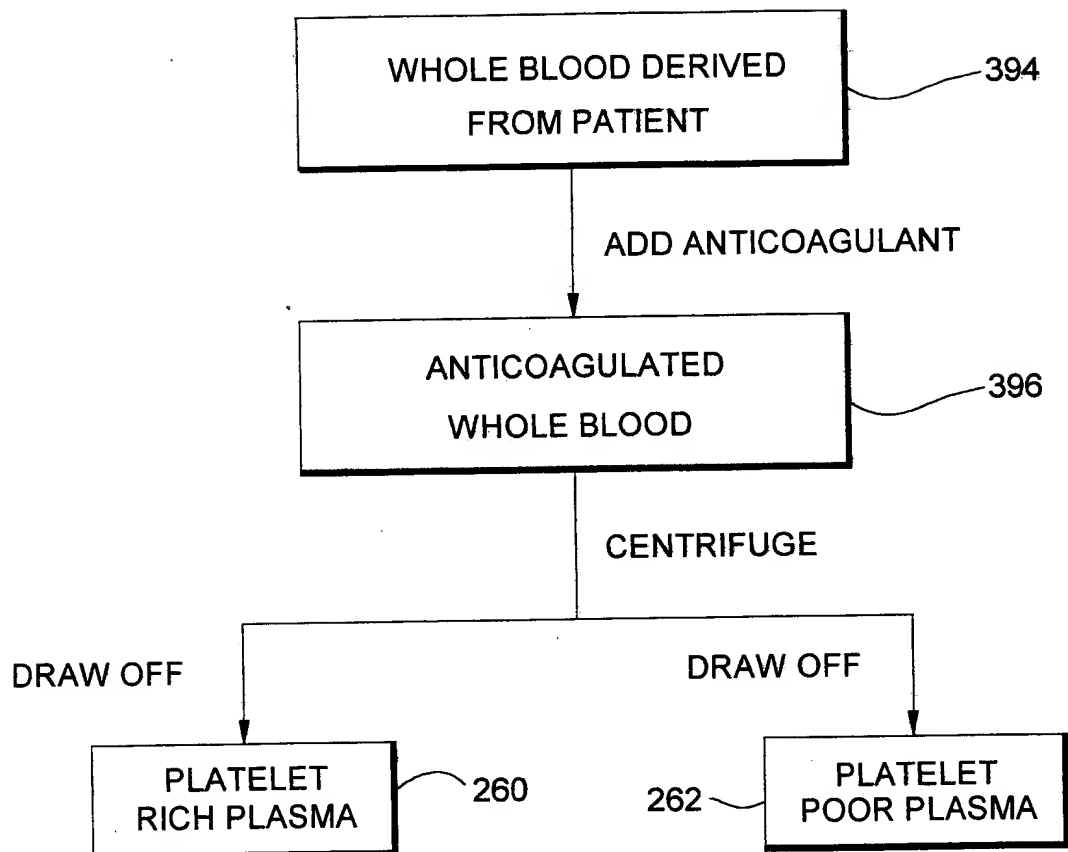 WHOLE BLOOD DERIVED
FROM PATIENT
394
ADD ANTICOAGULANT
ANTICOAGULATED
WHOLE BLOOD
396
CENTRIFUGE
DRAW OFF
DRAW OFF
PLATELET
RICH PLASMA
260
262
PLATELET
POOR PLASMA